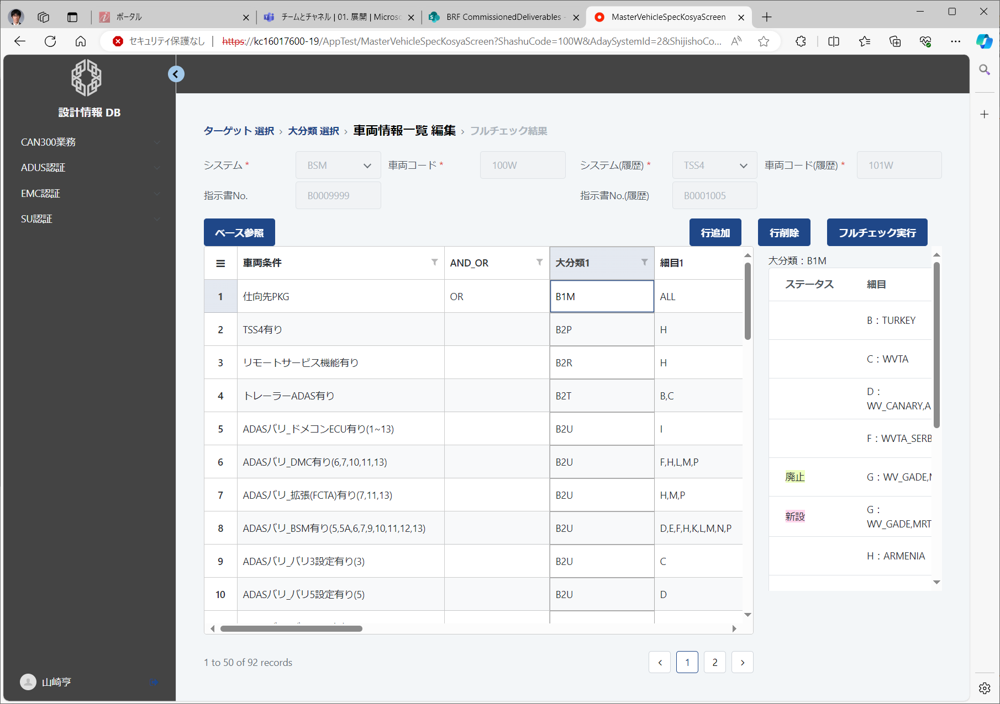 ポータル
チームとチャネル | 01. 展開 | Microsc
BRF CommissionedDeliverables -
MasterVehicleSpecKosyaScreen
セキュリティ保護なし
https://kc16017600-19/AppTest/MasterVehicleSpecKosyaScreen?ShashuCode=100W&AdaySystemId=2&ShijishoCo...
設計情報 DB
CAN300業務
ADUS認証
EMC認証
SU認証
山崎亨
ターゲット 選択 › 大分類 選択 › 車両情報一覧 編集 › フルチェック結果
システム * BSM 車両コード * 100W システム(履歴) * TSS4 車両コード(履歴) * 101W
指示書No. B0009999 指示書No.(履歴) B0001005
ベース参照 行追加 行削除 フルチェック実行
車両条件 AND_OR 大分類1 細目1
1 仕向先PKG OR B1M ALL
2 TSS4有り B2P H
3 リモートサービス機能有り B2R H
4 トレーラーADAS有り B2T B,C
5 ADASバリ_ドメコンECU有り(1~13) B2U I
6 ADASバリ_DMC有り(6,7,10,11,13) B2U F,H,L,M,P
7 ADASバリ_拡張(FCTA)有り(7,11,13) B2U H,M,P
8 ADASバリ_BSM有り(5,5A,6,7,9,10,11,12,13) B2U D,E,F,H,K,L,M,N,P
9 ADASバリ_バリ3設定有り(3) B2U C
10 ADASバリ_バリ5設定有り(5) B2U D
1 to 50 of 92 records
‹ 1 2 ›
大分類：B1M
ステータス 細目
B：TURKEY
C：WVTA
D：
WV_CANARY,A
F：WVTA_SERB
廃止 G：WV_GADE,M
新設 G：
WV_GADE,MRT
H：ARMENIA